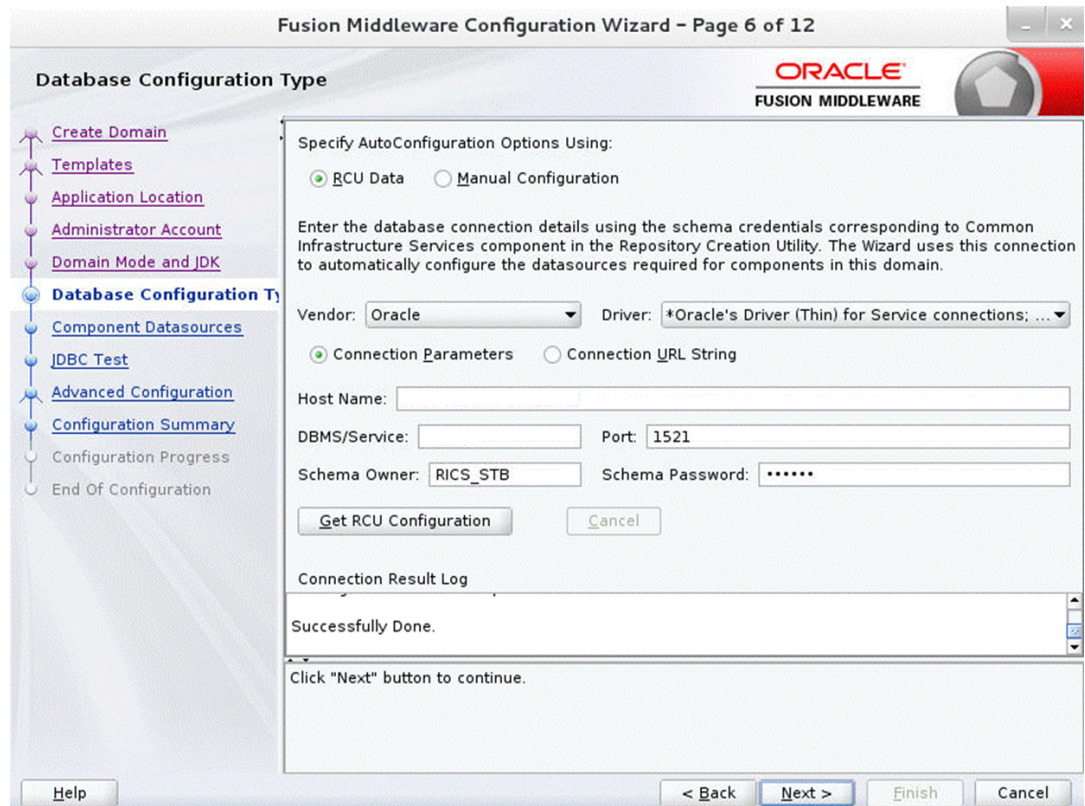 Fusion Middleware Configuration Wizard – Page 6 of 12
Database Configuration Type
ORACLE
FUSION MIDDLEWARE
Create Domain
Templates
Application Location
Administrator Account
Domain Mode and JDK
Database Configuration Ty
Component Datasources
JDBC Test
Advanced Configuration
Configuration Summary
Configuration Progress
End Of Configuration
Specify AutoConfiguration Options Using:
RCU Data Manual Configuration
Enter the database connection details using the schema credentials corresponding to Common
Infrastructure Services component in the Repository Creation Utility. The Wizard uses this connection
to automatically configure the datasources required for components in this domain.
Vendor: Oracle Driver: *Oracle's Driver (Thin) for Service connections; ...
Connection Parameters Connection URL String
Host Name:
DBMS/Service: Port: 1521
Schema Owner: RICS_STB Schema Password: ••••••
Get RCU Configuration Cancel
Connection Result Log
Successfully Done.
Click "Next" button to continue.
Help < Back Next > Finish Cancel